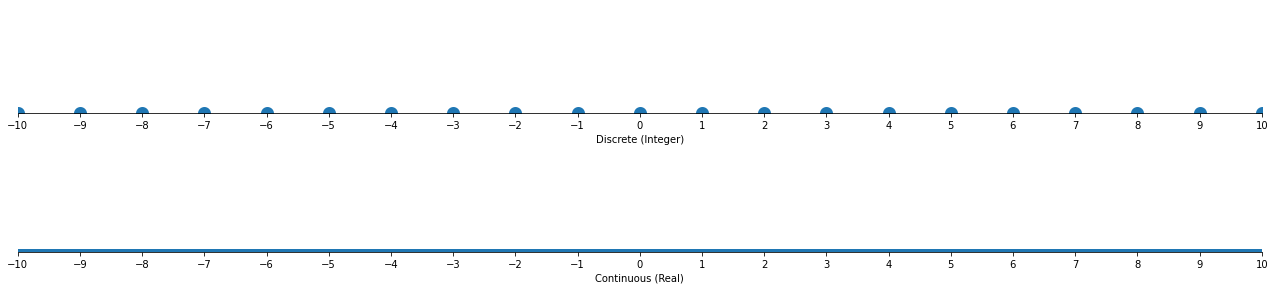 −10 −9 −8 −7 −6 −5 −4 −3 −2 −1 0 1 2 3 4 5 6 7 8 9 10
Discrete (Integer)
−10 −9 −8 −7 −6 −5 −4 −3 −2 −1 0 1 2 3 4 5 6 7 8 9 10
Continuous (Real)